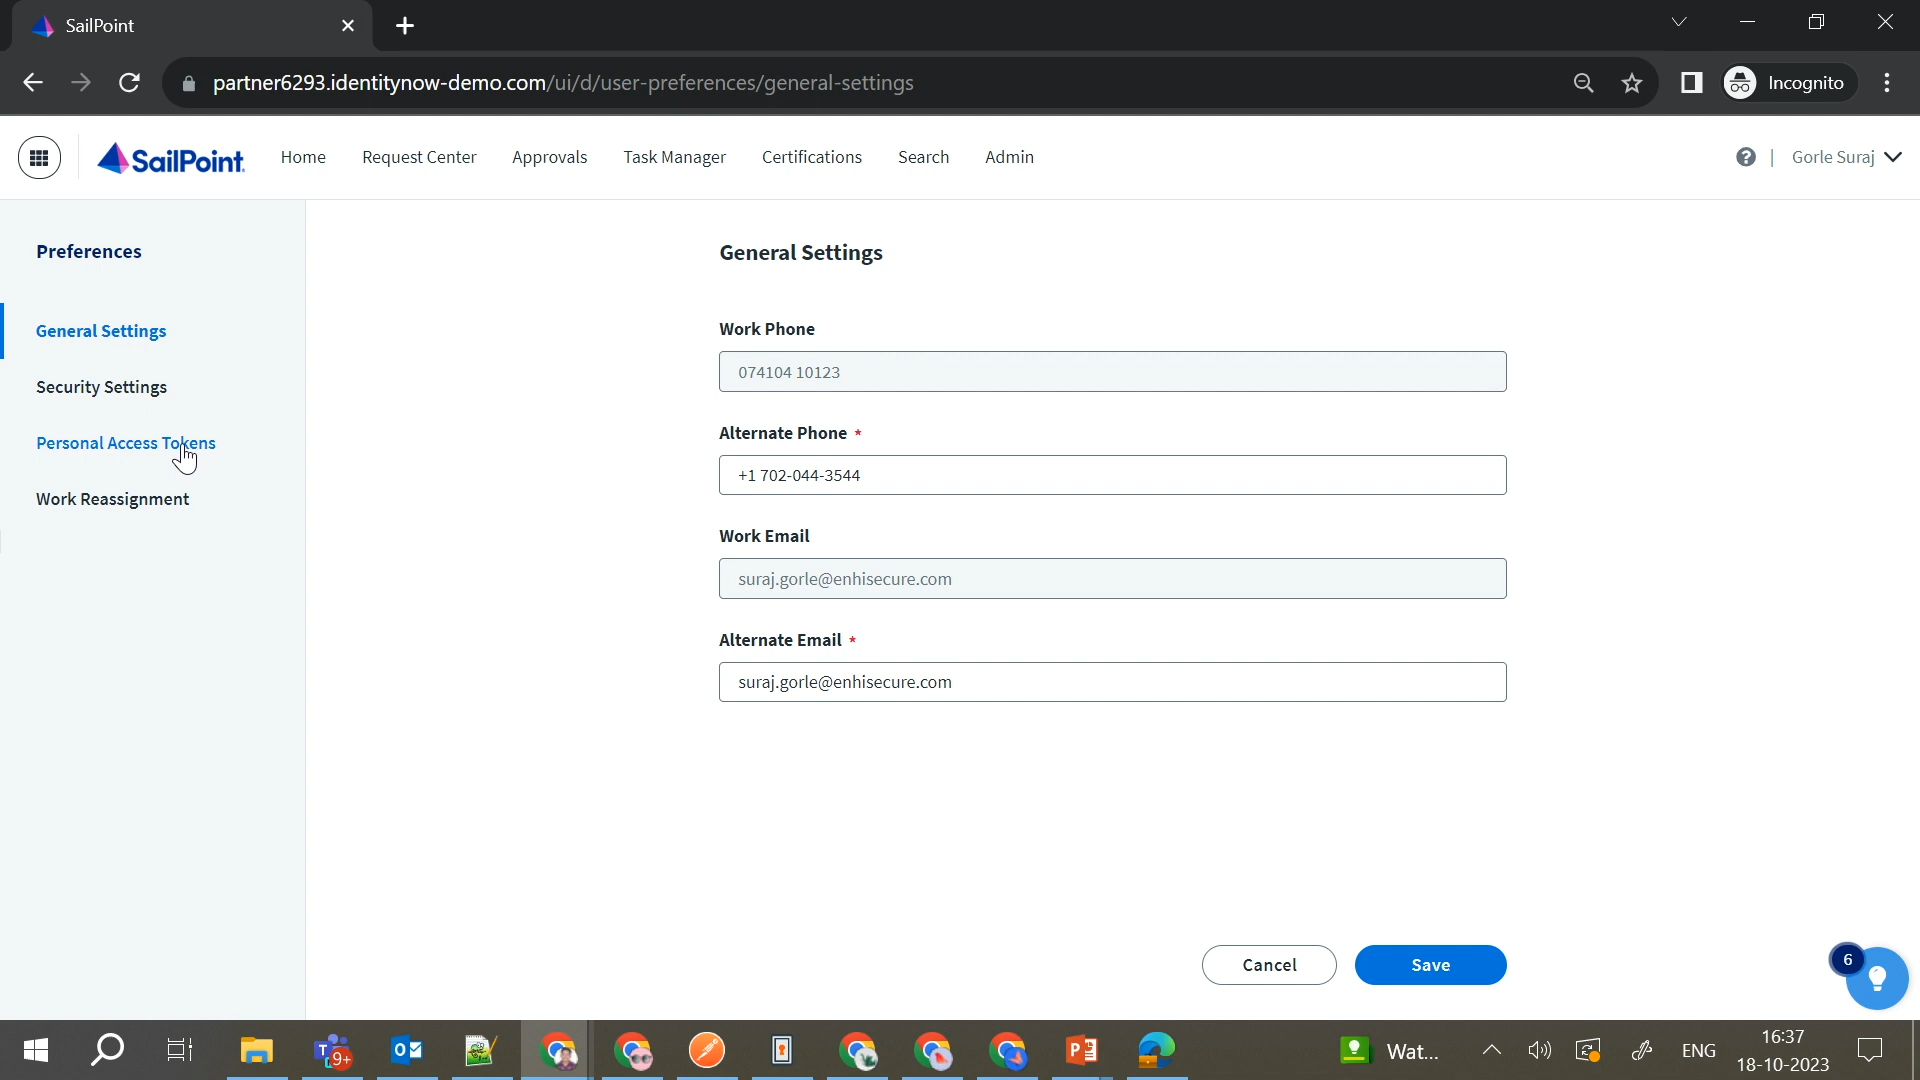 SailPoint
partner6293.identitynow-demo.com/ui/d/user-preferences/general-settings
Incognito
SailPoint
Home
Request Center
Approvals
Task Manager
Certifications
Search
Admin
Gorle Suraj
Preferences
General Settings
Security Settings
Personal Access Tokens
Work Reassignment
General Settings
Work Phone
074104 10123
Alternate Phone *
+1 702-044-3544
Work Email
suraj.gorle@enhisecure.com
Alternate Email *
suraj.gorle@enhisecure.com
Cancel
Save
6
9+
Wat...
ENG
16:37
18-10-2023